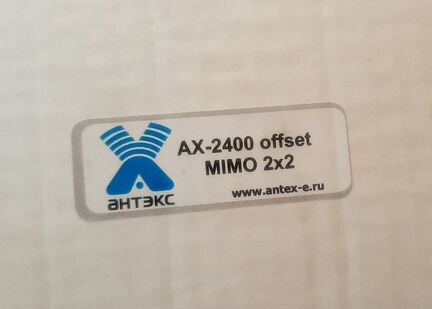 AX-2400 offset
MIMO 2x2
www.antex-e.ru
антэкс